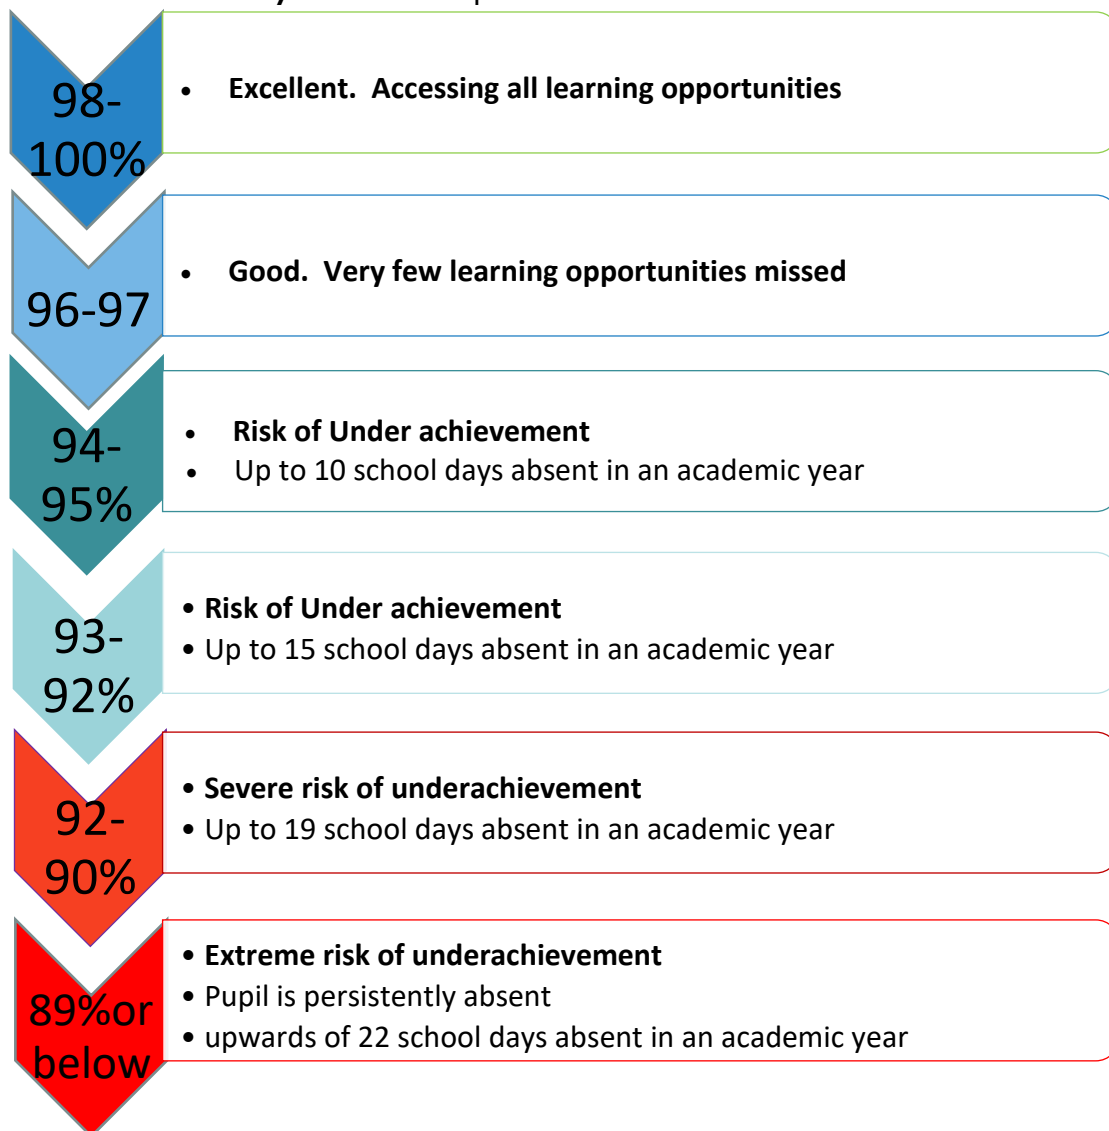 98-
100%
• Excellent. Accessing all learning opportunities
96-97
• Good. Very few learning opportunities missed
94-
95%
• Risk of Under achievement
• Up to 10 school days absent in an academic year
93-
92%
• Risk of Under achievement
• Up to 15 school days absent in an academic year
92-
90%
• Severe risk of underachievement
• Up to 19 school days absent in an academic year
89%or
below
• Extreme risk of underachievement
• Pupil is persistently absent
• upwards of 22 school days absent in an academic year